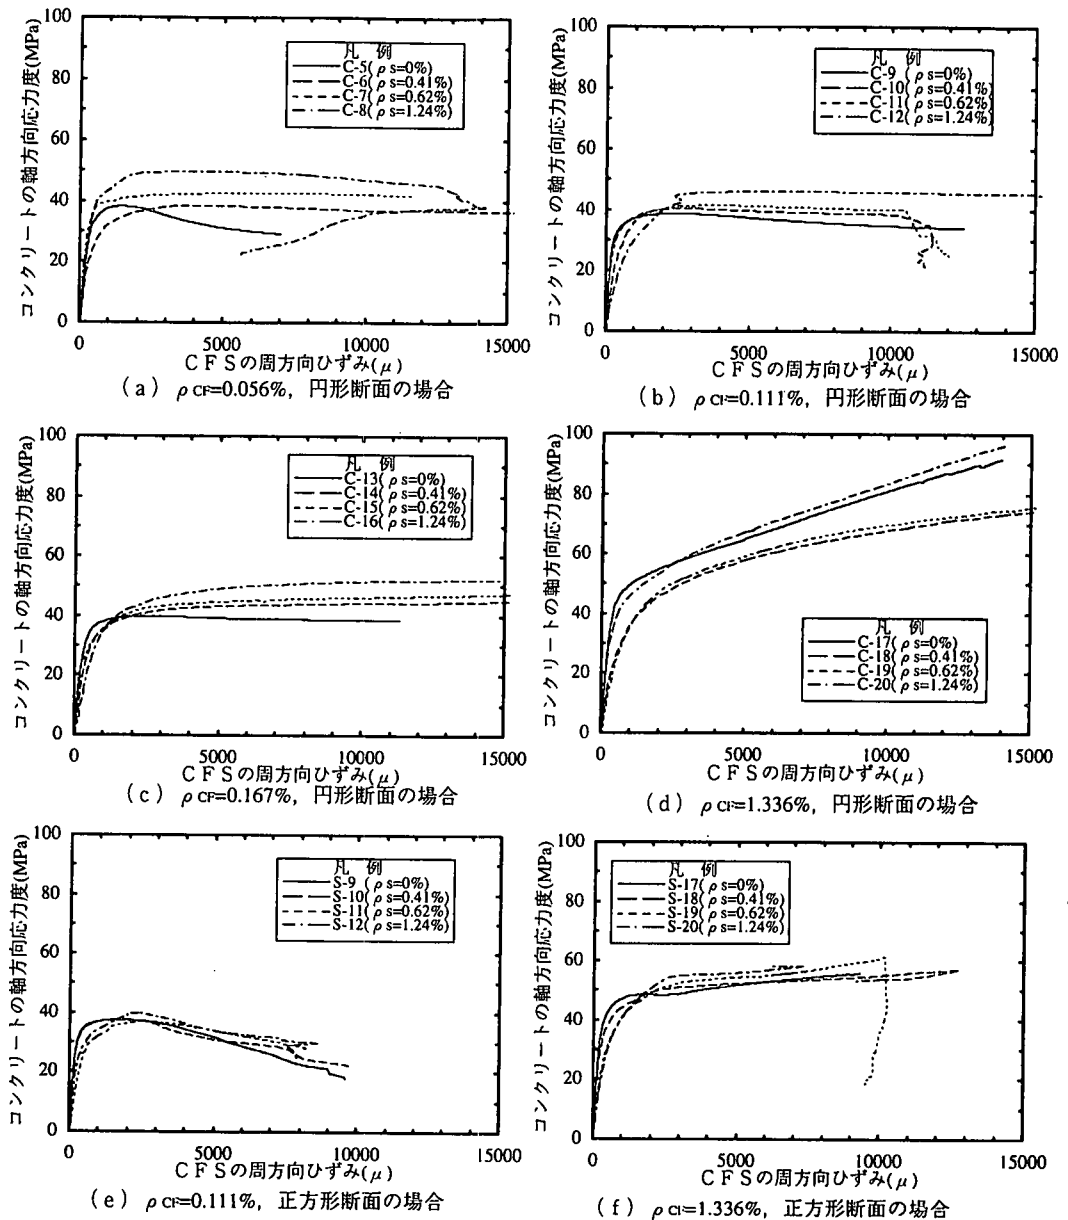 コンクリートの軸方向応力度(MPa)
100
80
60
40
20
0
凡 例
C-5(ρs=0%)
C-6(ρs=0.41%)
C-7(ρs=0.62%)
C-8(ρs=1.24%)
0 5000 10000 15000
CFSの周方向ひずみ(μ)
(a) ρCF=0.056%, 円形断面の場合
コンクリートの軸方向応力度(MPa)
100
80
60
40
20
0
凡 例
C-9 (ρs=0%)
C-10(ρs=0.41%)
C-11(ρs=0.62%)
C-12(ρs=1.24%)
0 5000 10000 15000
CFSの周方向ひずみ(μ)
(b) ρCF=0.111%, 円形断面の場合
コンクリートの軸方向応力度(MPa)
100
80
60
40
20
0
凡 例
C-13(ρs=0%)
C-14(ρs=0.41%)
C-15(ρs=0.62%)
C-16(ρs=1.24%)
0 5000 10000 15000
CFSの周方向ひずみ(μ)
(c) ρCF=0.167%, 円形断面の場合
コンクリートの軸方向応力度(MPa)
100
80
60
40
20
0
凡 例
C-17(ρs=0%)
C-18(ρs=0.41%)
C-19(ρs=0.62%)
C-20(ρs=1.24%)
0 5000 10000 15000
CFSの周方向ひずみ(μ)
(d) ρCF=1.336%, 円形断面の場合
コンクリートの軸方向応力度(MPa)
100
80
60
40
20
0
凡 例
S-9 (ρs=0%)
S-10(ρs=0.41%)
S-11(ρs=0.62%)
S-12(ρs=1.24%)
0 5000 10000 15000
CFSの周方向ひずみ(μ)
(e) ρCF=0.111%, 正方形断面の場合
コンクリートの軸方向応力度(MPa)
100
80
60
40
20
0
凡 例
S-17(ρs=0%)
S-18(ρs=0.41%)
S-19(ρs=0.62%)
S-20(ρs=1.24%)
0 5000 10000 15000
CFSの周方向ひずみ(μ)
(f) ρCF=1.336%, 正方形断面の場合